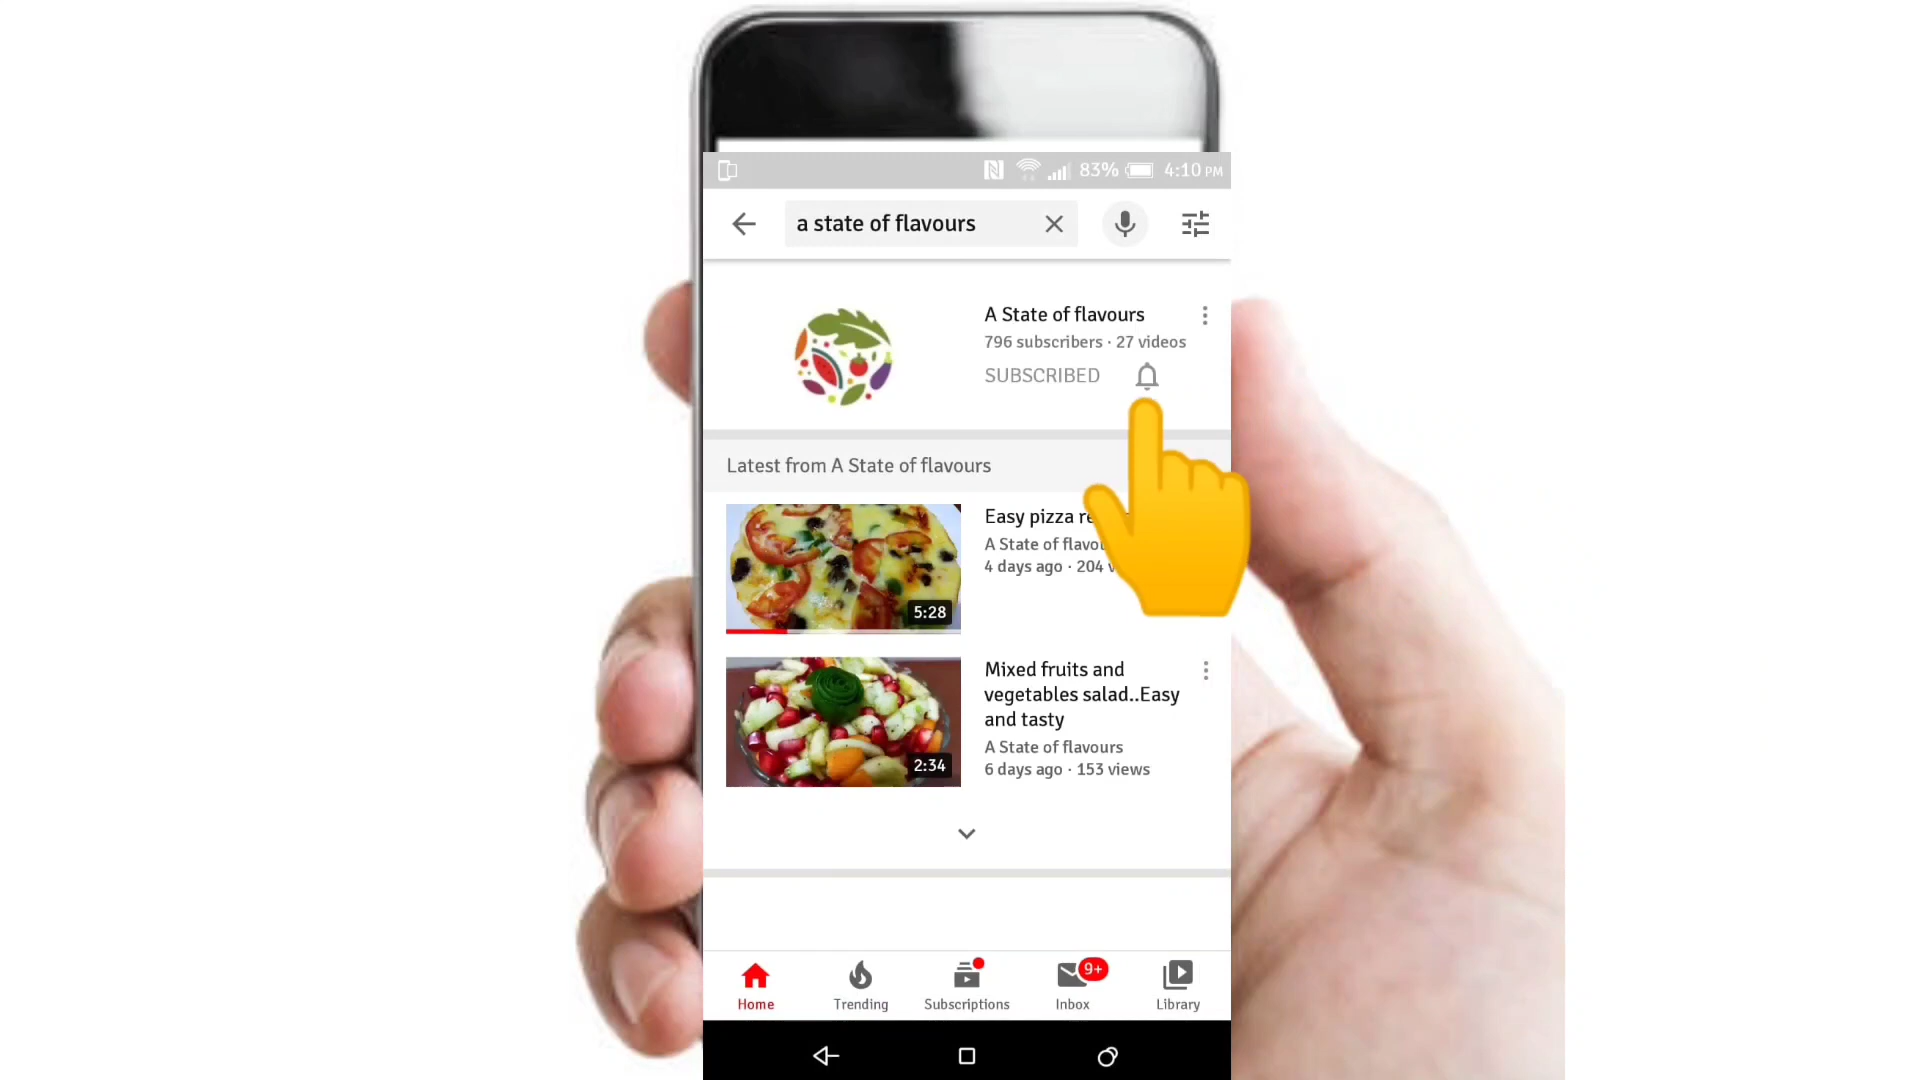 83% 4:10 PM
a state of flavours
A State of flavours
796 subscribers · 27 videos
SUBSCRIBED
Latest from A State of flavours
Easy pizza
A State of
4 days ago · 204
5:28
Mixed fruits and
vegetables salad..Easy
and tasty
A State of flavours
6 days ago · 153 views
2:34
9+
Home Trending Subscriptions Inbox Library